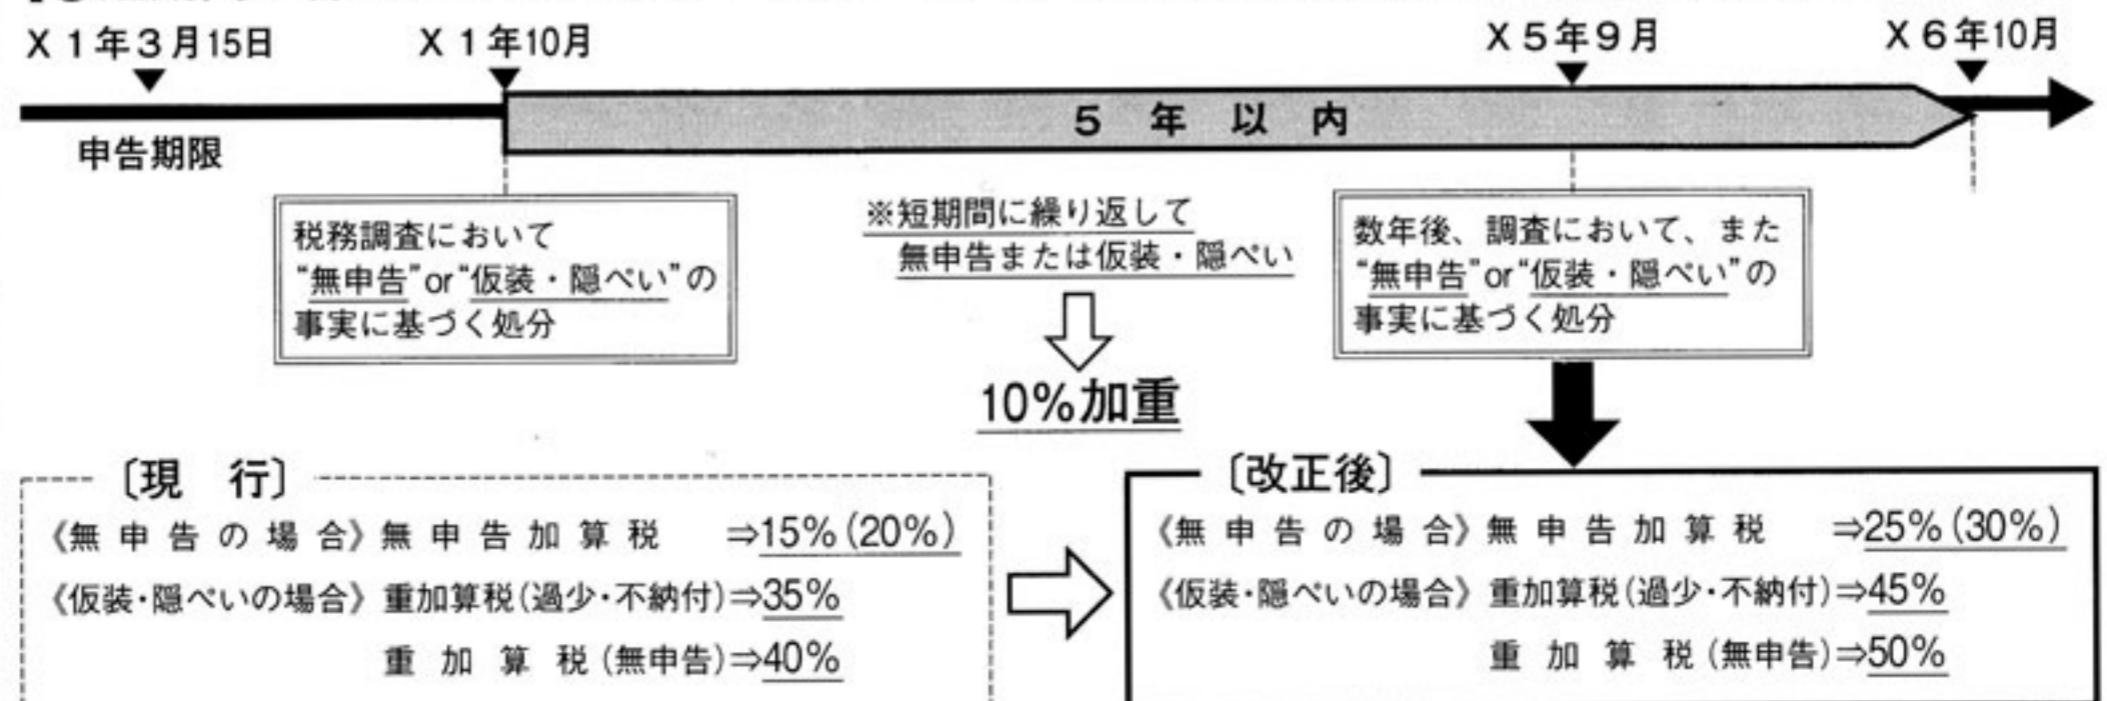 X1年3月15日
X1年10月
X5年9月
X6年10月
5年以内
申告期限
税務調査において
“無申告”or“仮装・隠ぺい”の
事実に基づく処分
※短期間に繰り返して
無申告または仮装・隠ぺい
10%加重
数年後、調査において、また
“無申告”or“仮装・隠ぺい”の
事実に基づく処分
〔現 行〕
《無申告の場合》無申告加算税 ⇒15%(20%)
《仮装・隠ぺいの場合》重加算税(過少・不納付)⇒35%
重加算税(無申告)⇒40%
〔改正後〕
《無申告の場合》無申告加算税 ⇒25%(30%)
《仮装・隠ぺいの場合》重加算税(過少・不納付)⇒45%
重加算税(無申告)⇒50%